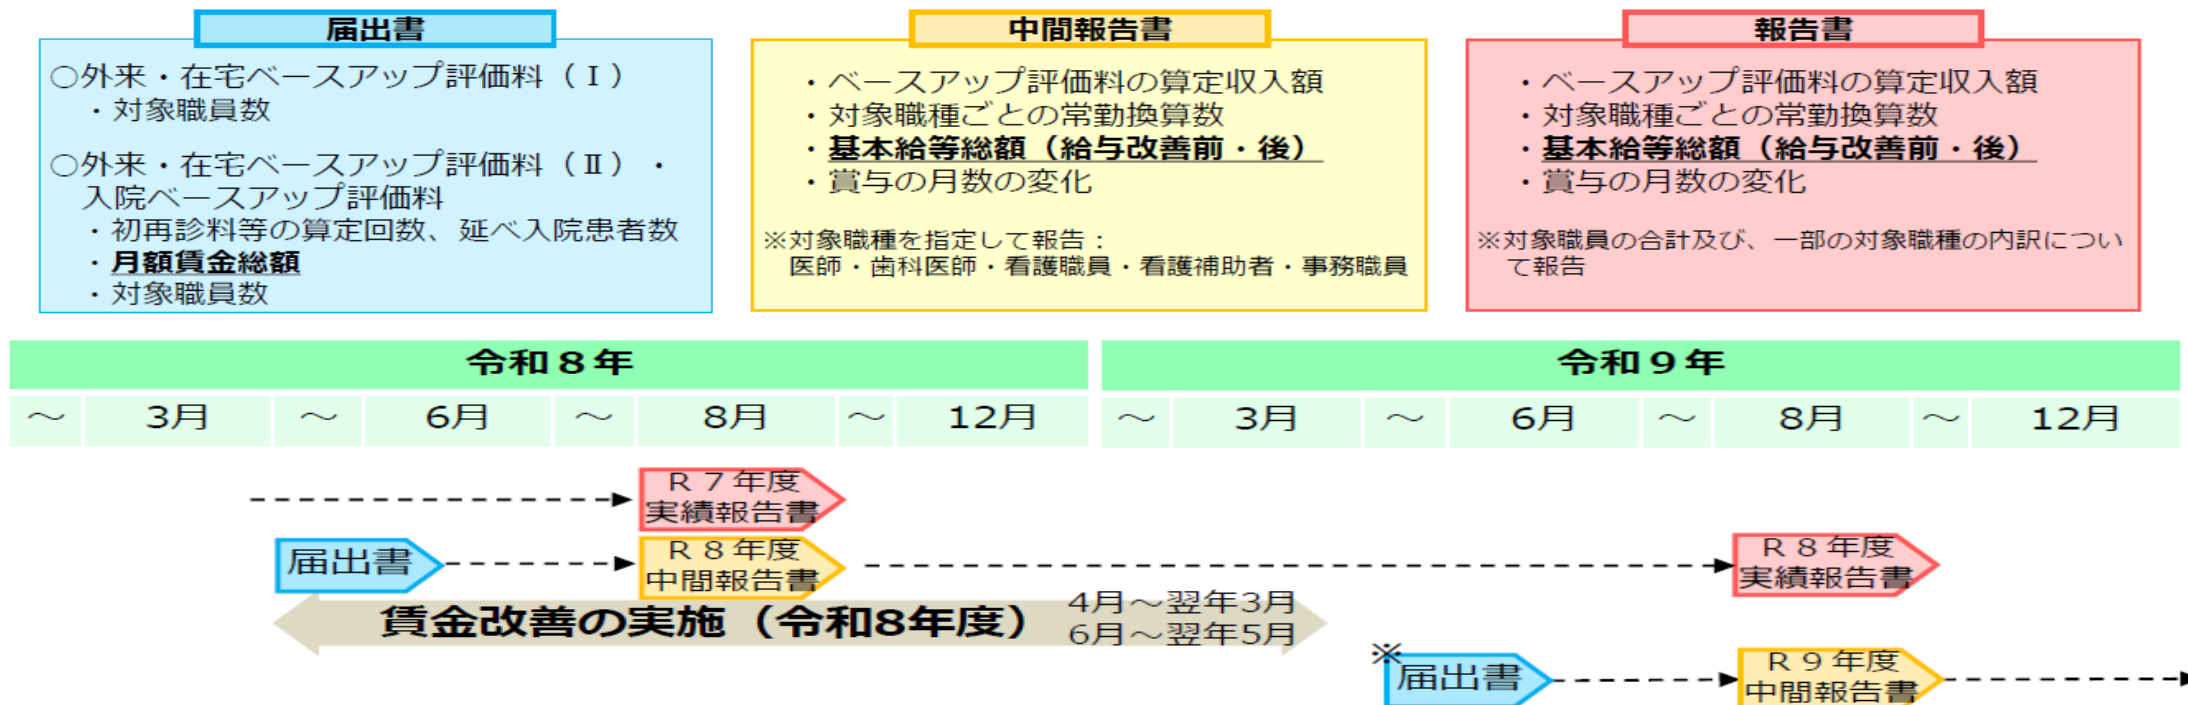 届出書
○外来・在宅ベースアップ評価料（Ⅰ）
・対象職員数
○外来・在宅ベースアップ評価料（Ⅱ）・
入院ベースアップ評価料
・初再診料等の算定回数、延べ入院患者数
・月額賃金総額
・対象職員数
中間報告書
・ベースアップ評価料の算定収入額
・対象職種ごとの常勤換算数
・基本給等総額（給与改善前・後）
・賞与の月数の変化
※対象職種を指定して報告：
医師・歯科医師・看護職員・看護補助者・事務職員
報告書
・ベースアップ評価料の算定収入額
・対象職種ごとの常勤換算数
・基本給等総額（給与改善前・後）
・賞与の月数の変化
※対象職員の合計及び、一部の対象職種の内訳につい
て報告
令和８年 令和９年
～ 3月 ～ 6月 ～ 8月 ～ 12月 ～ 3月 ～ 6月 ～ 8月 ～ 12月
Ｒ７年度
実績報告書
届出書
Ｒ８年度
中間報告書
Ｒ８年度
実績報告書
賃金改善の実施（令和8年度）
4月～翌年3月
6月～翌年5月
※
届出書
Ｒ９年度
中間報告書